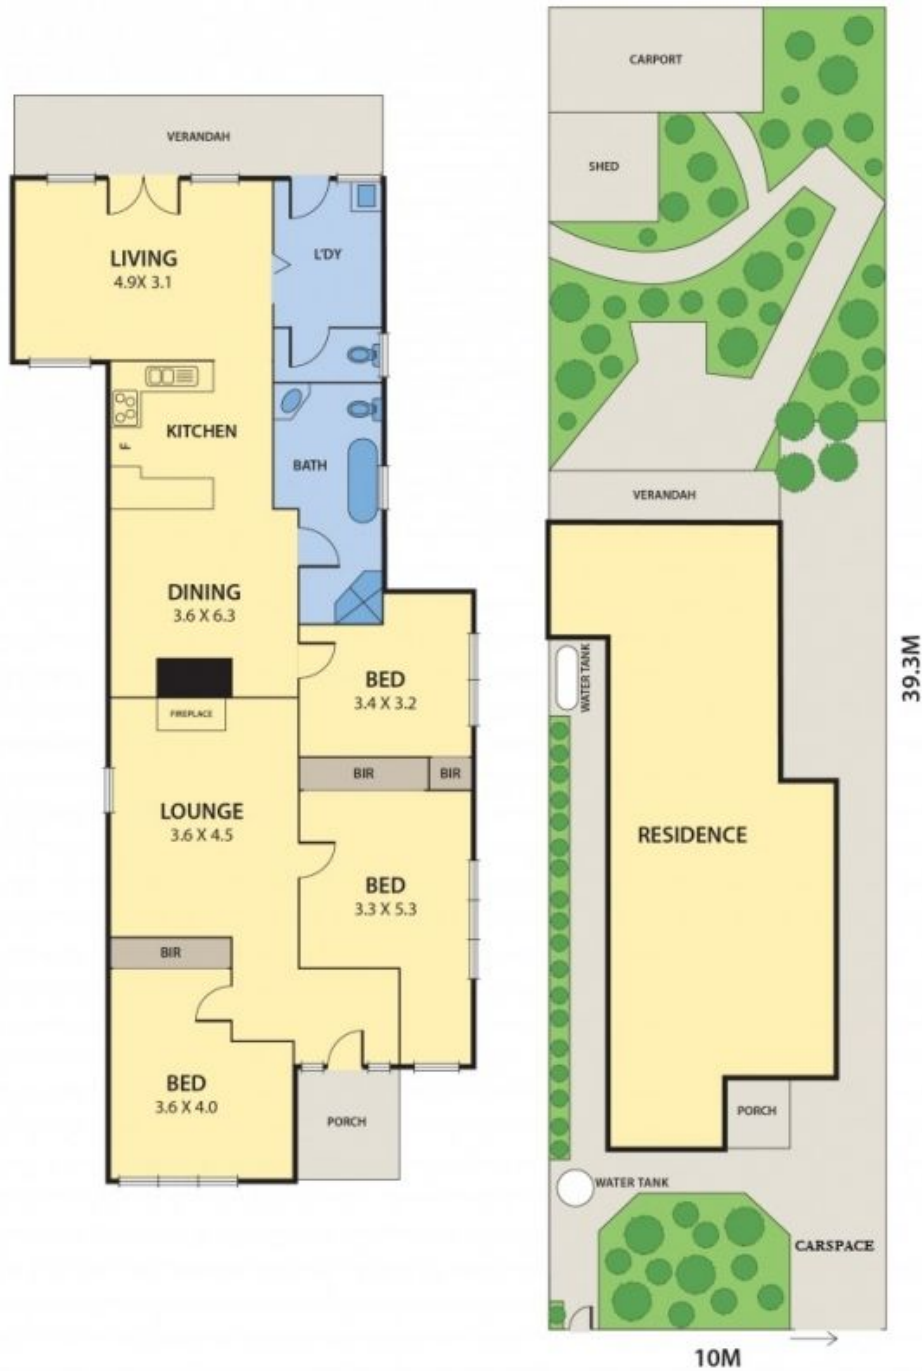 VERANDAH
LIVING
4.9X 3.1
L'DY
KITCHEN
F
BATH
DINING
3.6 X 6.3
BED
3.4 X 3.2
FIREPLACE
BIR
BIR
LOUNGE
3.6 X 4.5
BED
3.3 X 5.3
BIR
BED
3.6 X 4.0
PORCH
CARPORT
SHED
VERANDAH
WATER TANK
39.3M
RESIDENCE
PORCH
WATER TANK
CARSPACE
10M